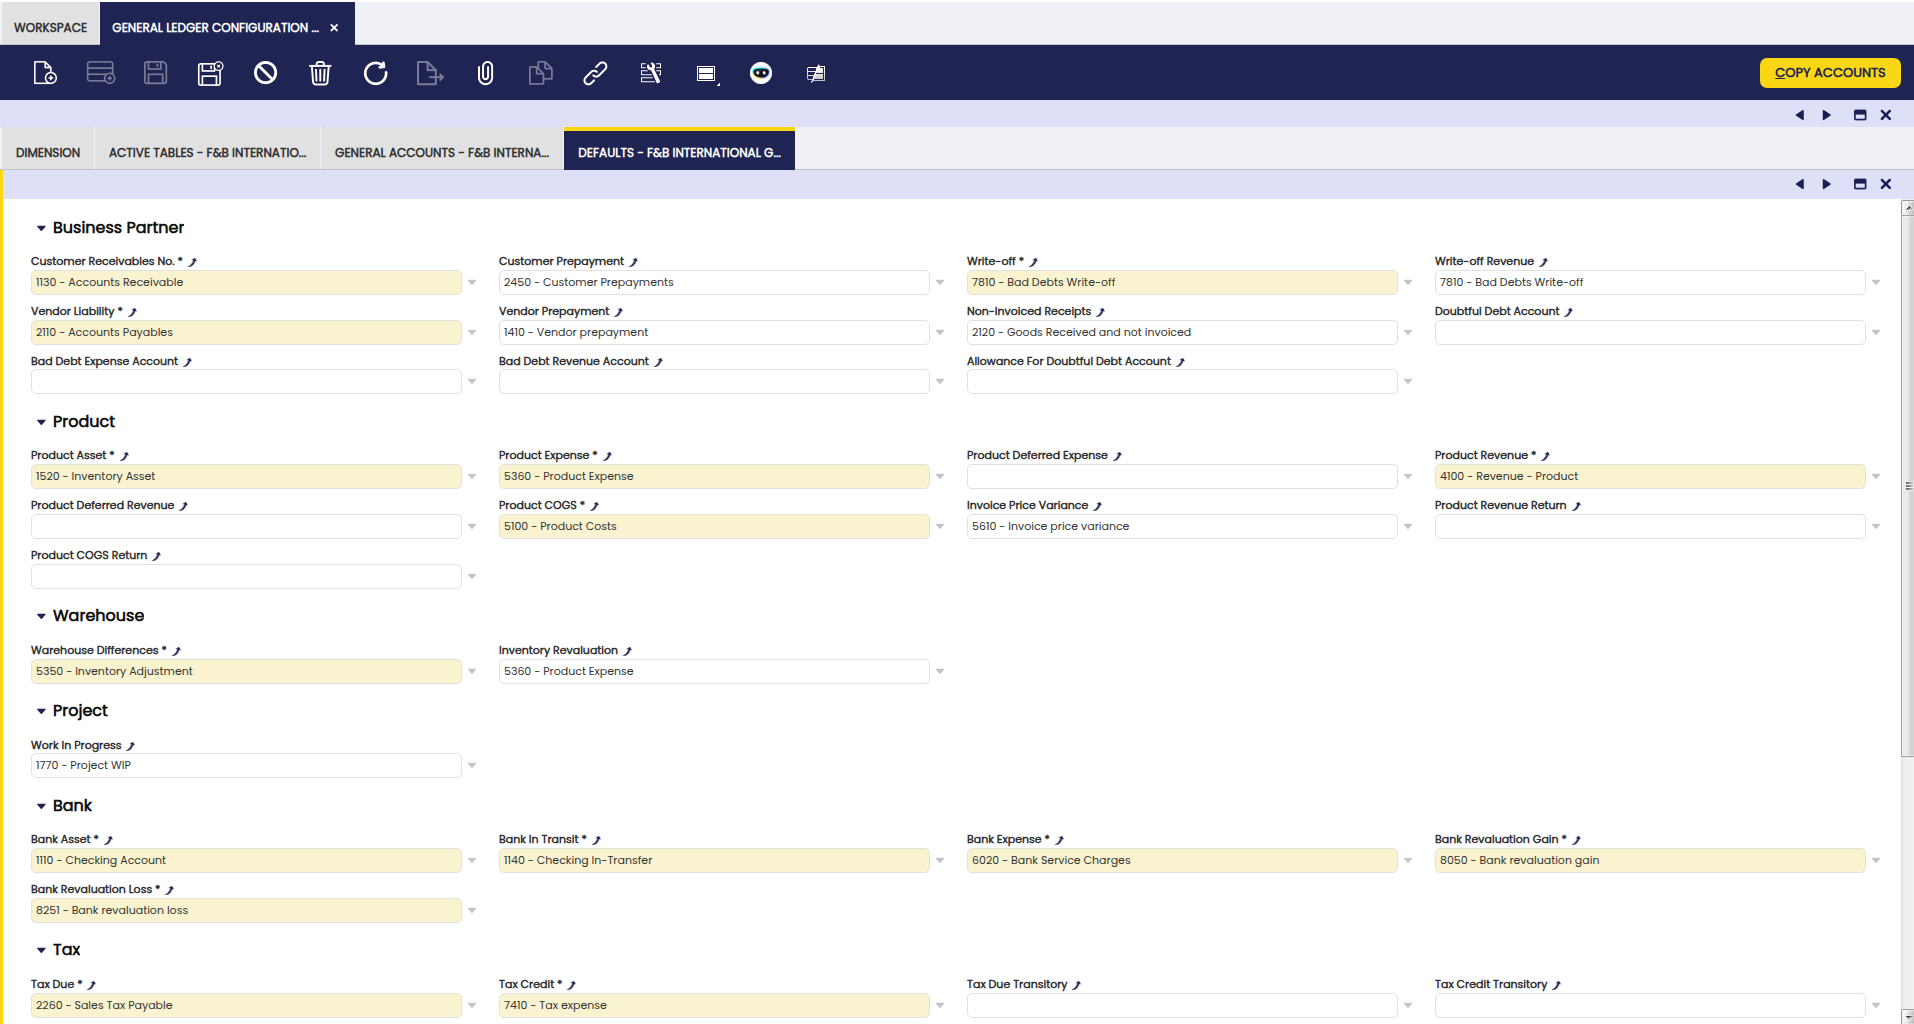 WORKSPACE GENERAL LEDGER CONFIGURATION ...
COPY ACCOUNTS
DIMENSION ACTIVE TABLES - F&B INTERNATIO... GENERAL ACCOUNTS - F&B INTERNA... DEFAULTS - F&B INTERNATIONAL G...
Business Partner
Customer Receivables No. * Customer Prepayment Write-off * Write-off Revenue
1130 - Accounts Receivable 2450 - Customer Prepayments 7810 - Bad Debts Write-off 7810 - Bad Debts Write-off
Vendor Liability * Vendor Prepayment Non-Invoiced Receipts Doubtful Debt Account
2110 - Accounts Payables 1410 - Vendor prepayment 2120 - Goods Received and not invoiced
Bad Debt Expense Account Bad Debt Revenue Account Allowance For Doubtful Debt Account
Product
Product Asset * Product Expense * Product Deferred Expense Product Revenue *
1520 - Inventory Asset 5360 - Product Expense 4100 - Revenue - Product
Product Deferred Revenue Product COGS * Invoice Price Variance Product Revenue Return
5100 - Product Costs 5610 - Invoice price variance
Product COGS Return
Warehouse
Warehouse Differences * Inventory Revaluation
5350 - Inventory Adjustment 5360 - Product Expense
Project
Work In Progress
1770 - Project WIP
Bank
Bank Asset * Bank In Transit * Bank Expense * Bank Revaluation Gain *
1110 - Checking Account 1140 - Checking In-Transfer 6020 - Bank Service Charges 8050 - Bank revaluation gain
Bank Revaluation Loss *
8251 - Bank revaluation loss
Tax
Tax Due * Tax Credit * Tax Due Transitory Tax Credit Transitory
2260 - Sales Tax Payable 7410 - Tax expense